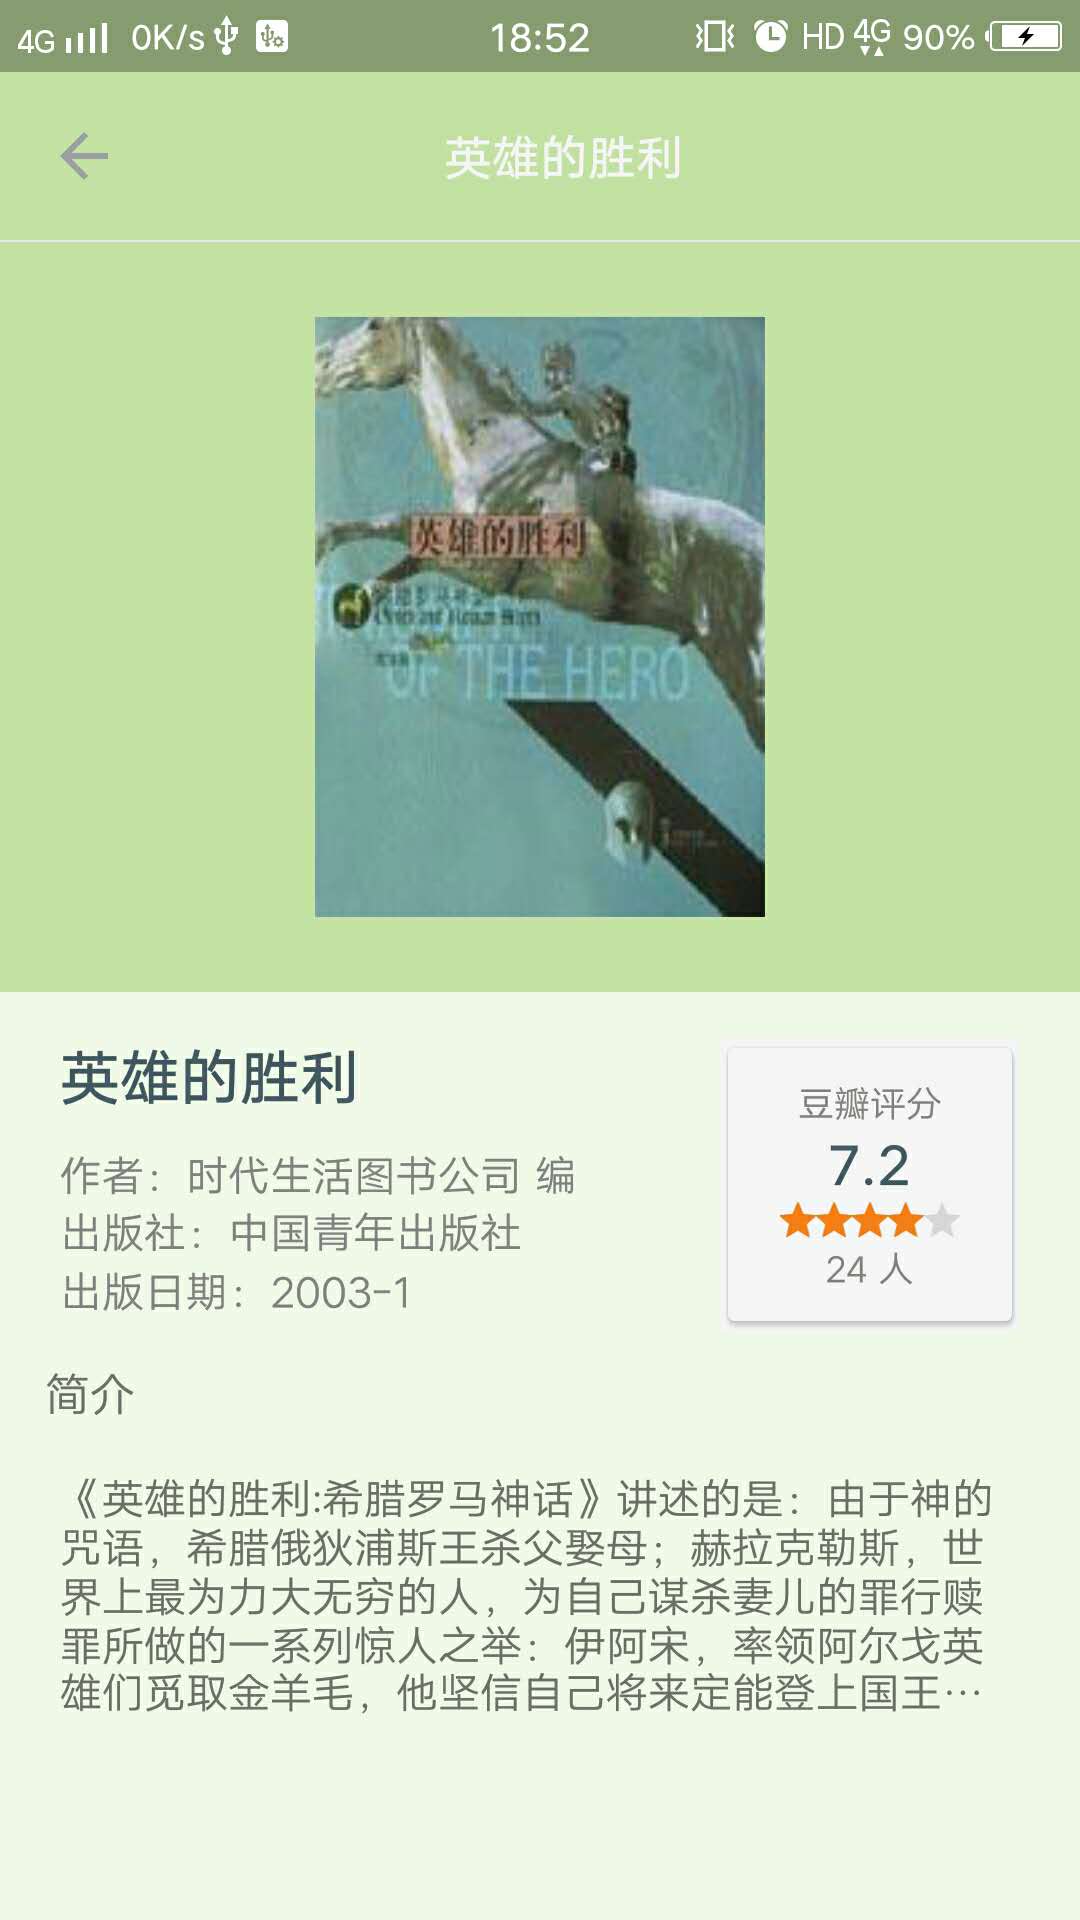 4G 0K/s 18:52 HD 4G 90%
英雄的胜利
英雄的胜利
OF THE HERO
英雄的胜利
作者：时代生活图书公司 编
出版社：中国青年出版社
出版日期：2003-1
豆瓣评分
7.2
24 人
简介
《英雄的胜利:希腊罗马神话》讲述的是：由于神的
咒语，希腊俄狄浦斯王杀父娶母；赫拉克勒斯，世
界上最为力大无穷的人，为自己谋杀妻儿的罪行赎
罪所做的一系列惊人之举：伊阿宋，率领阿尔戈英
雄们觅取金羊毛，他坚信自己将来定能登上国王…